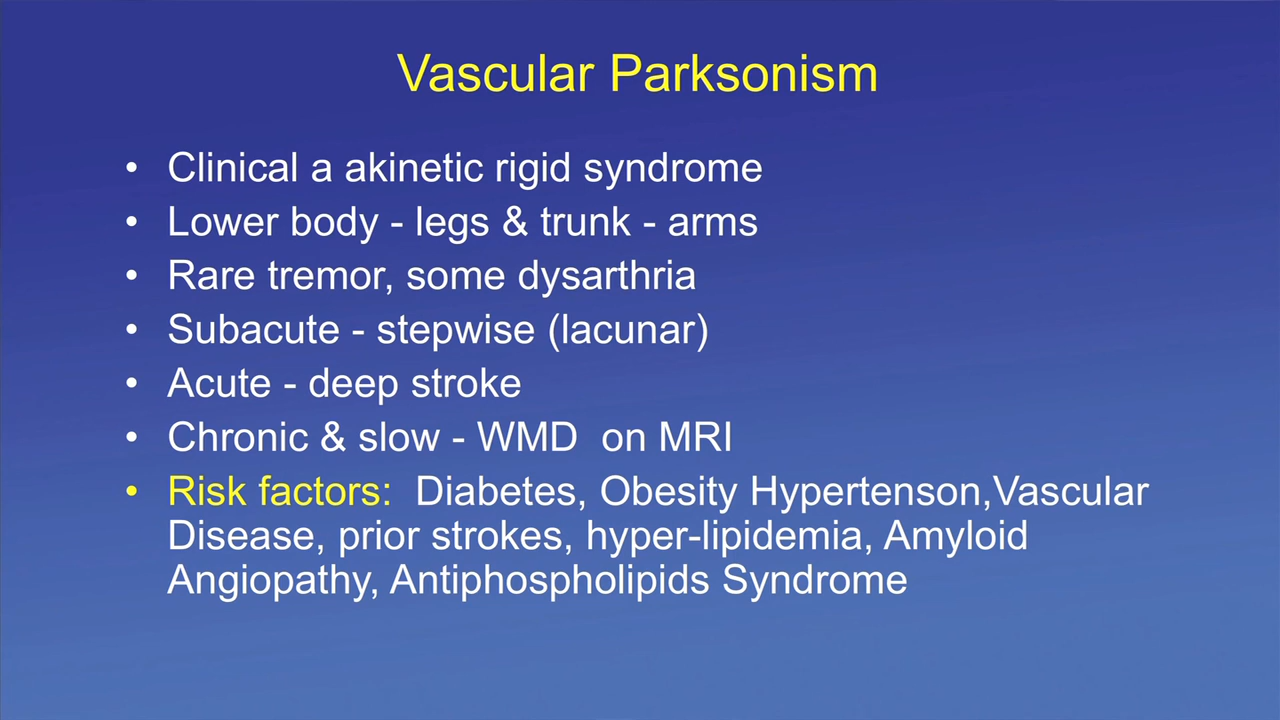 Vascular Parksonism
• Clinical a akinetic rigid syndrome
• Lower body - legs & trunk - arms
• Rare tremor, some dysarthria
• Subacute - stepwise (lacunar)
• Acute - deep stroke
• Chronic & slow - WMD  on MRI
• Risk factors:  Diabetes, Obesity Hypertenson,Vascular
Disease, prior strokes, hyper-lipidemia, Amyloid
Angiopathy, Antiphospholipids Syndrome